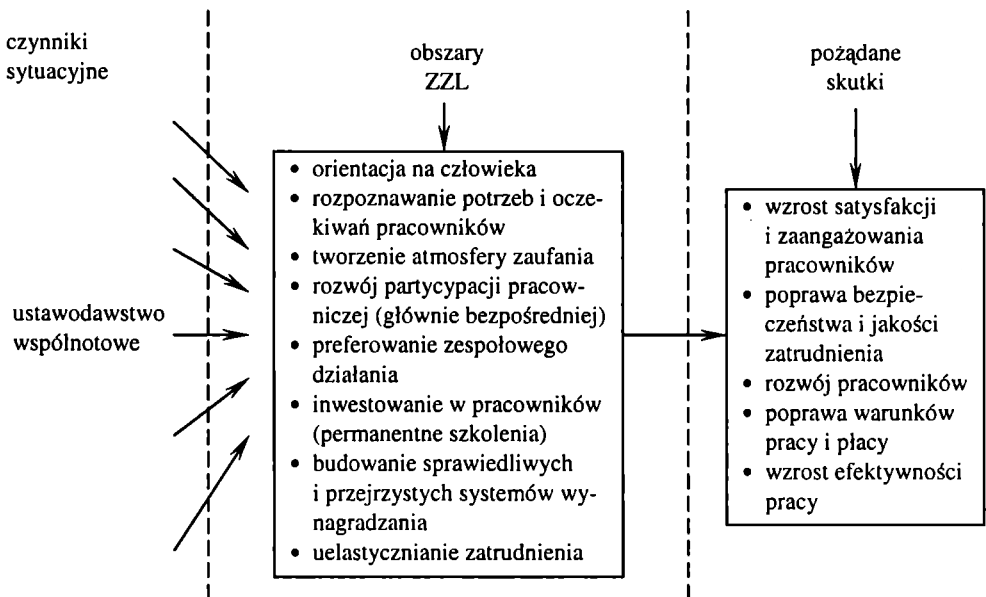 czynniki
sytuacyjne
ustawodawstwo
wspólnotowe
obszary
ZZL
• orientacja na człowieka
• rozpoznawanie potrzeb i ocze-
kiwań pracowników
• tworzenie atmosfery zaufania
• rozwój partycypacji pracow-
niczej (głównie bezpośredniej)
• preferowanie zespołowego
działania
• inwestowanie w pracowników
(permanentne szkolenia)
• budowanie sprawiedliwych
i przejrzystych systemów wy-
nagradzania
• uelastycznianie zatrudnienia
pożądane
skutki
• wzrost satysfakcji
i zaangażowania
pracowników
• poprawa bezpie-
czeństwa i jakości
zatrudnienia
• rozwój pracowników
• poprawa warunków
pracy i płacy
• wzrost efektywności
pracy